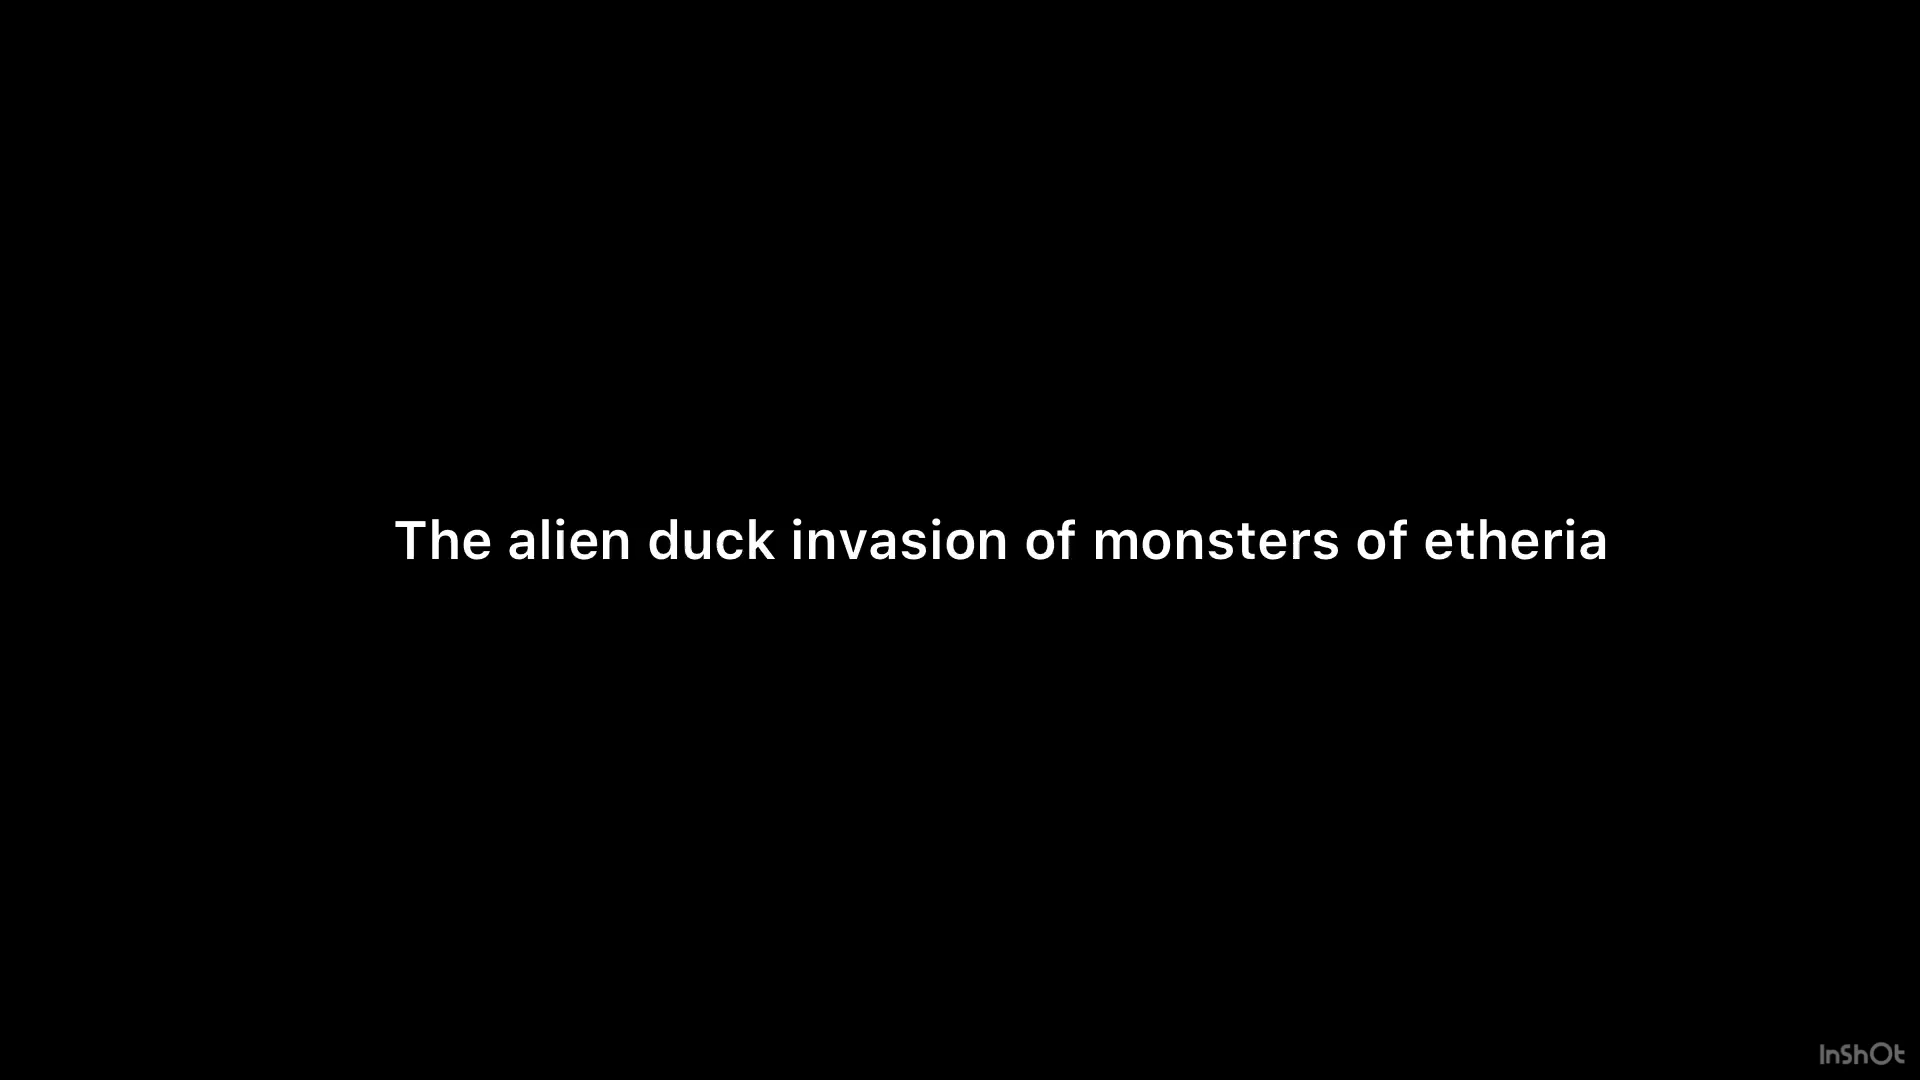 The alien duck invasion of monsters of etheria
InShOt